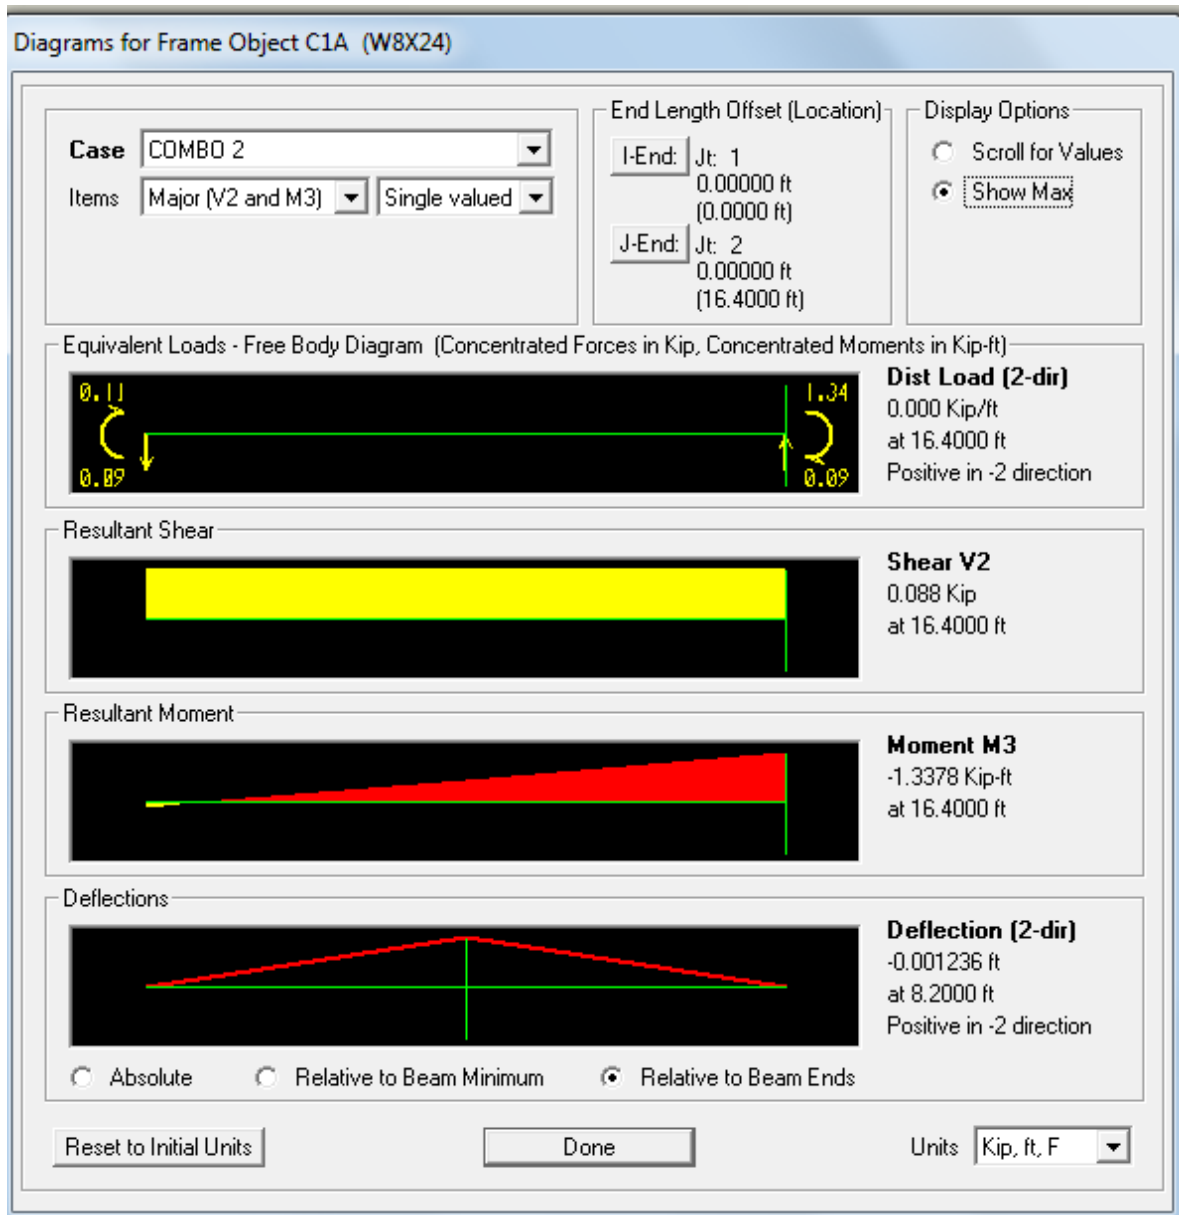 Diagrams for Frame Object C1A (W8X24)
Case COMBO 2
Items Major (V2 and M3) Single valued
End Length Offset (Location)
I-End: Jt: 1
0.00000 ft
(0.0000 ft)
J-End: Jt: 2
0.00000 ft
(16.4000 ft)
Display Options
Scroll for Values
Show Max
Equivalent Loads - Free Body Diagram (Concentrated Forces in Kip, Concentrated Moments in Kip-ft)
0.11
1.34
0.09
0.09
Dist Load (2-dir)
0.000 Kip/ft
at 16.4000 ft
Positive in -2 direction
Resultant Shear
Shear V2
0.088 Kip
at 16.4000 ft
Resultant Moment
Moment M3
-1.3378 Kip-ft
at 16.4000 ft
Deflections
Deflection (2-dir)
-0.001236 ft
at 8.2000 ft
Positive in -2 direction
Absolute Relative to Beam Minimum Relative to Beam Ends
Reset to Initial Units Done Units Kip, ft, F